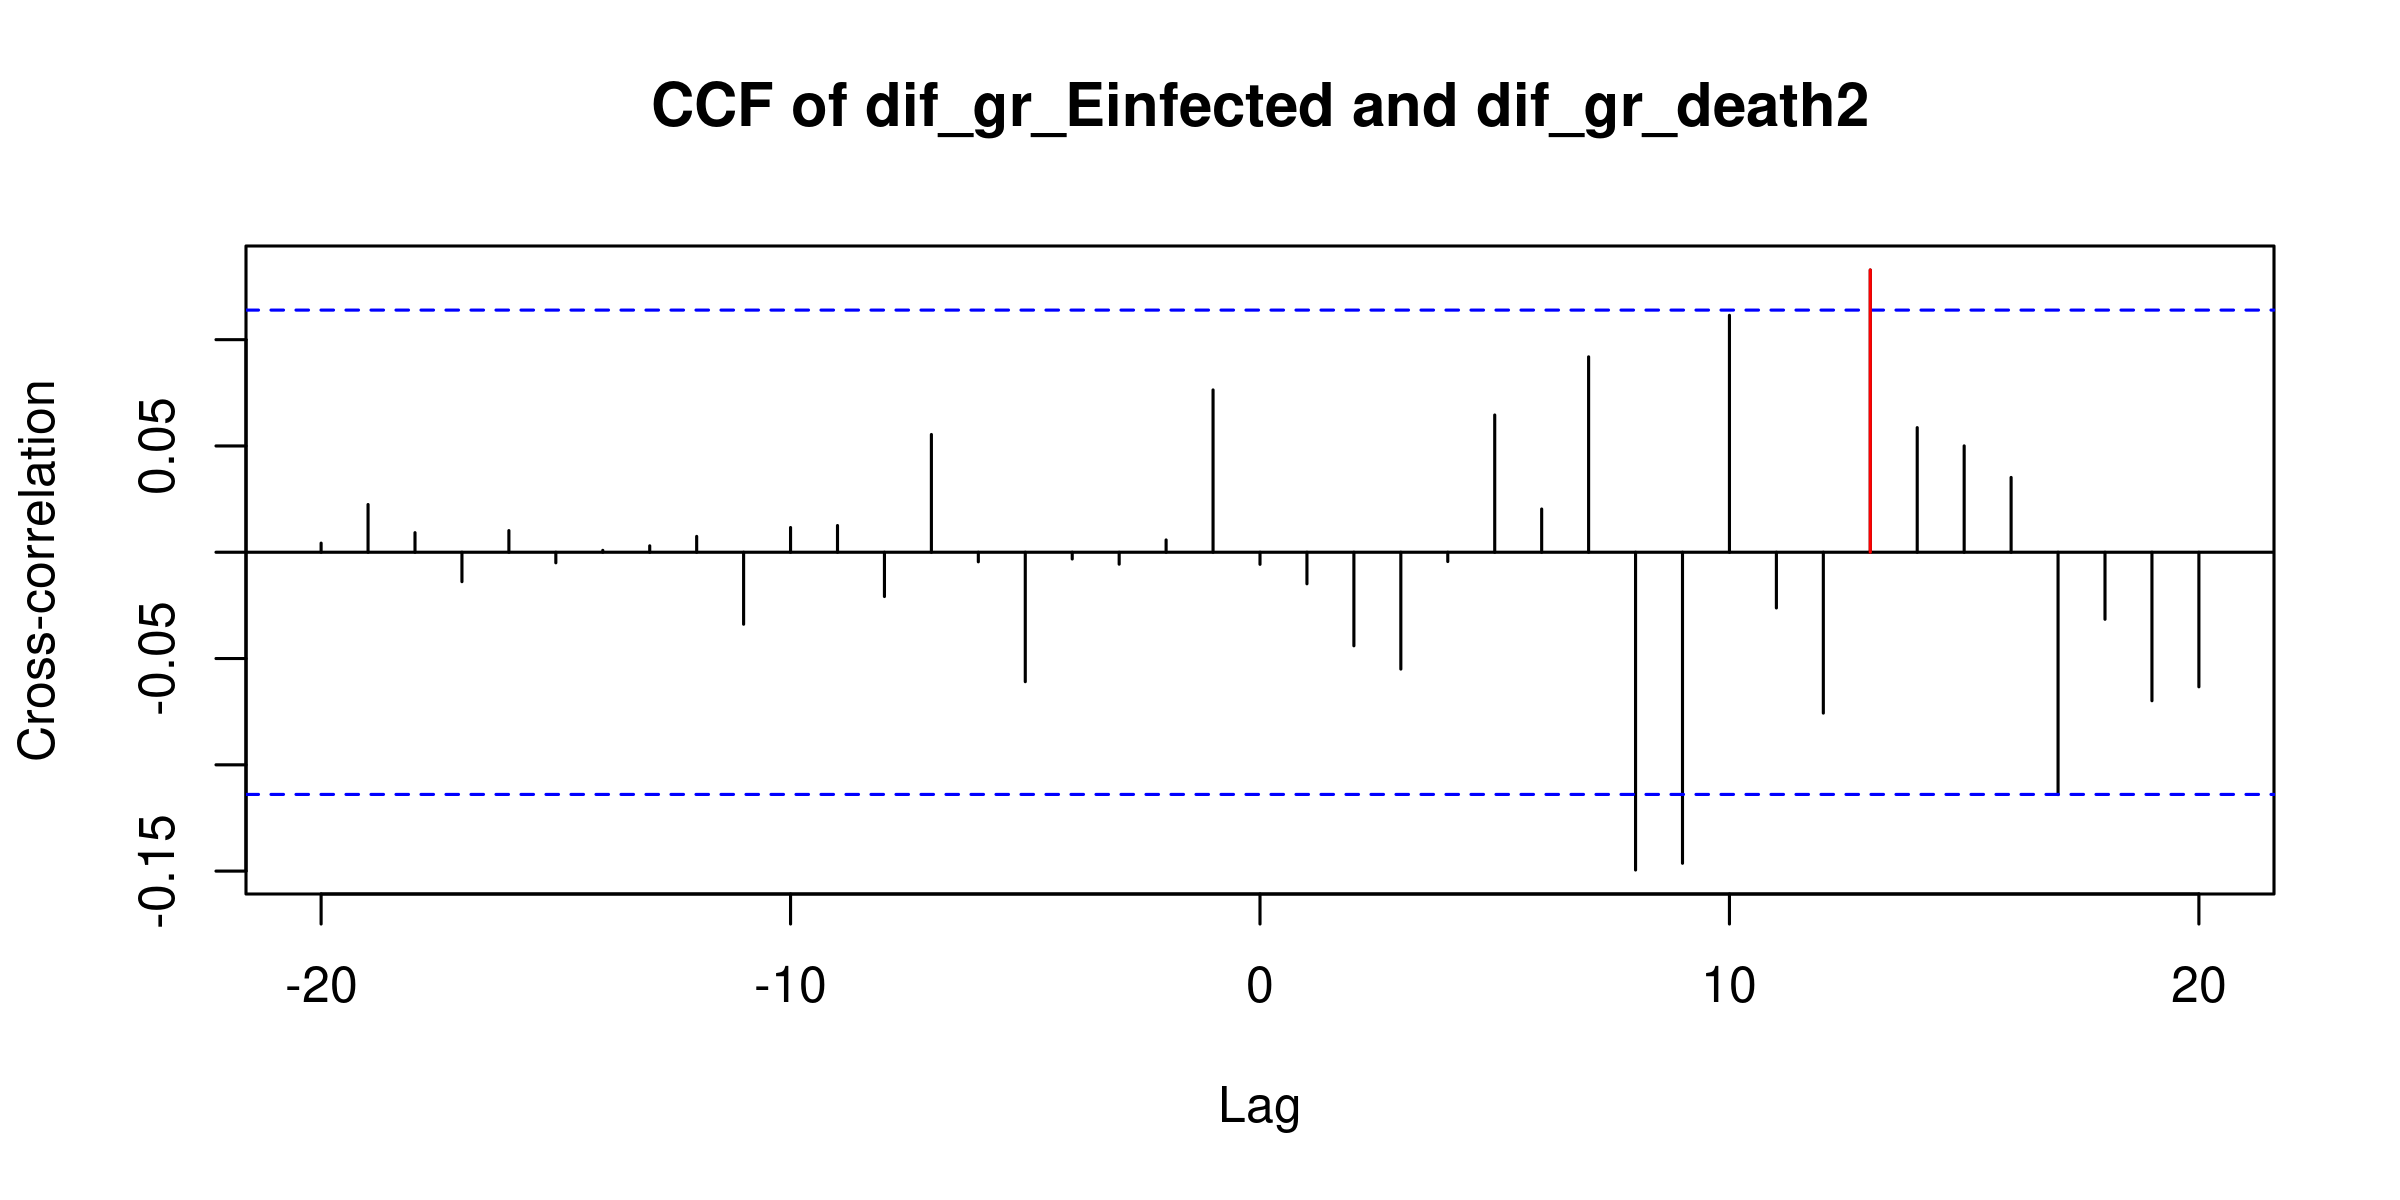 CCF of dif_gr_Einfected and dif_gr_death2
Cross-correlation
0.05
-0.05
-0.15
-20 -10 0 10 20
Lag